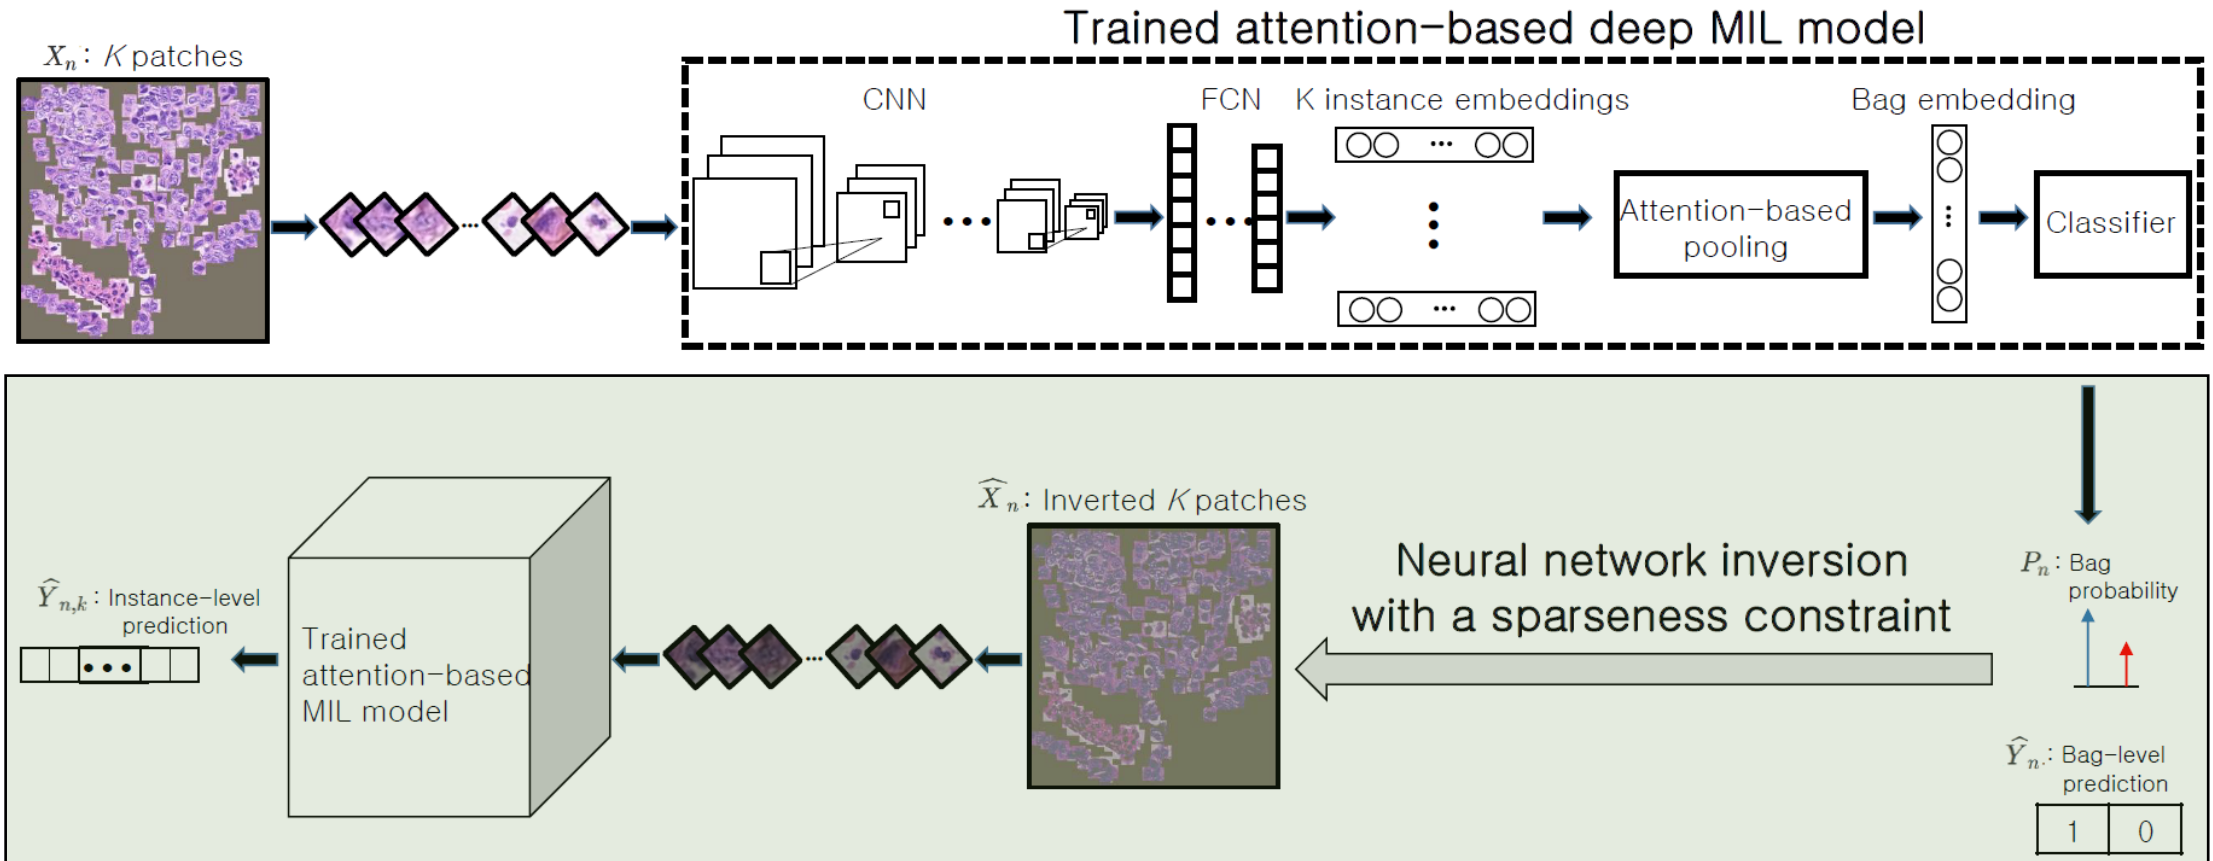 Trained attention-based deep MIL model
Xₙ: K patches
CNN
FCN
K instance embeddings
Bag embedding
...
Attention-based
pooling
Classifier
X̂ₙ: Inverted K patches
Neural network inversion
with a sparseness constraint
Pₙ: Bag
probability
Ŷₙ,ₖ: Instance-level
prediction
Trained
attention-based
MIL model
Ŷₙ.: Bag-level
prediction
1 0